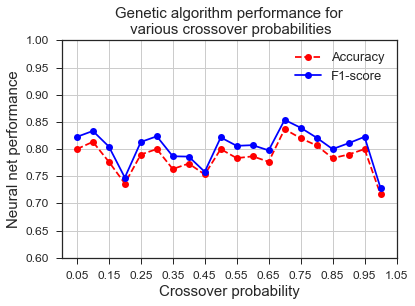 Genetic algorithm performance for
various crossover probabilities
1.00
0.95
0.90
0.85
0.80
0.75
0.70
0.65
0.60
Neural net performance
Accuracy
F1-score
0.05 0.15 0.25 0.35 0.45 0.55 0.65 0.75 0.85 0.95 1.05
Crossover probability